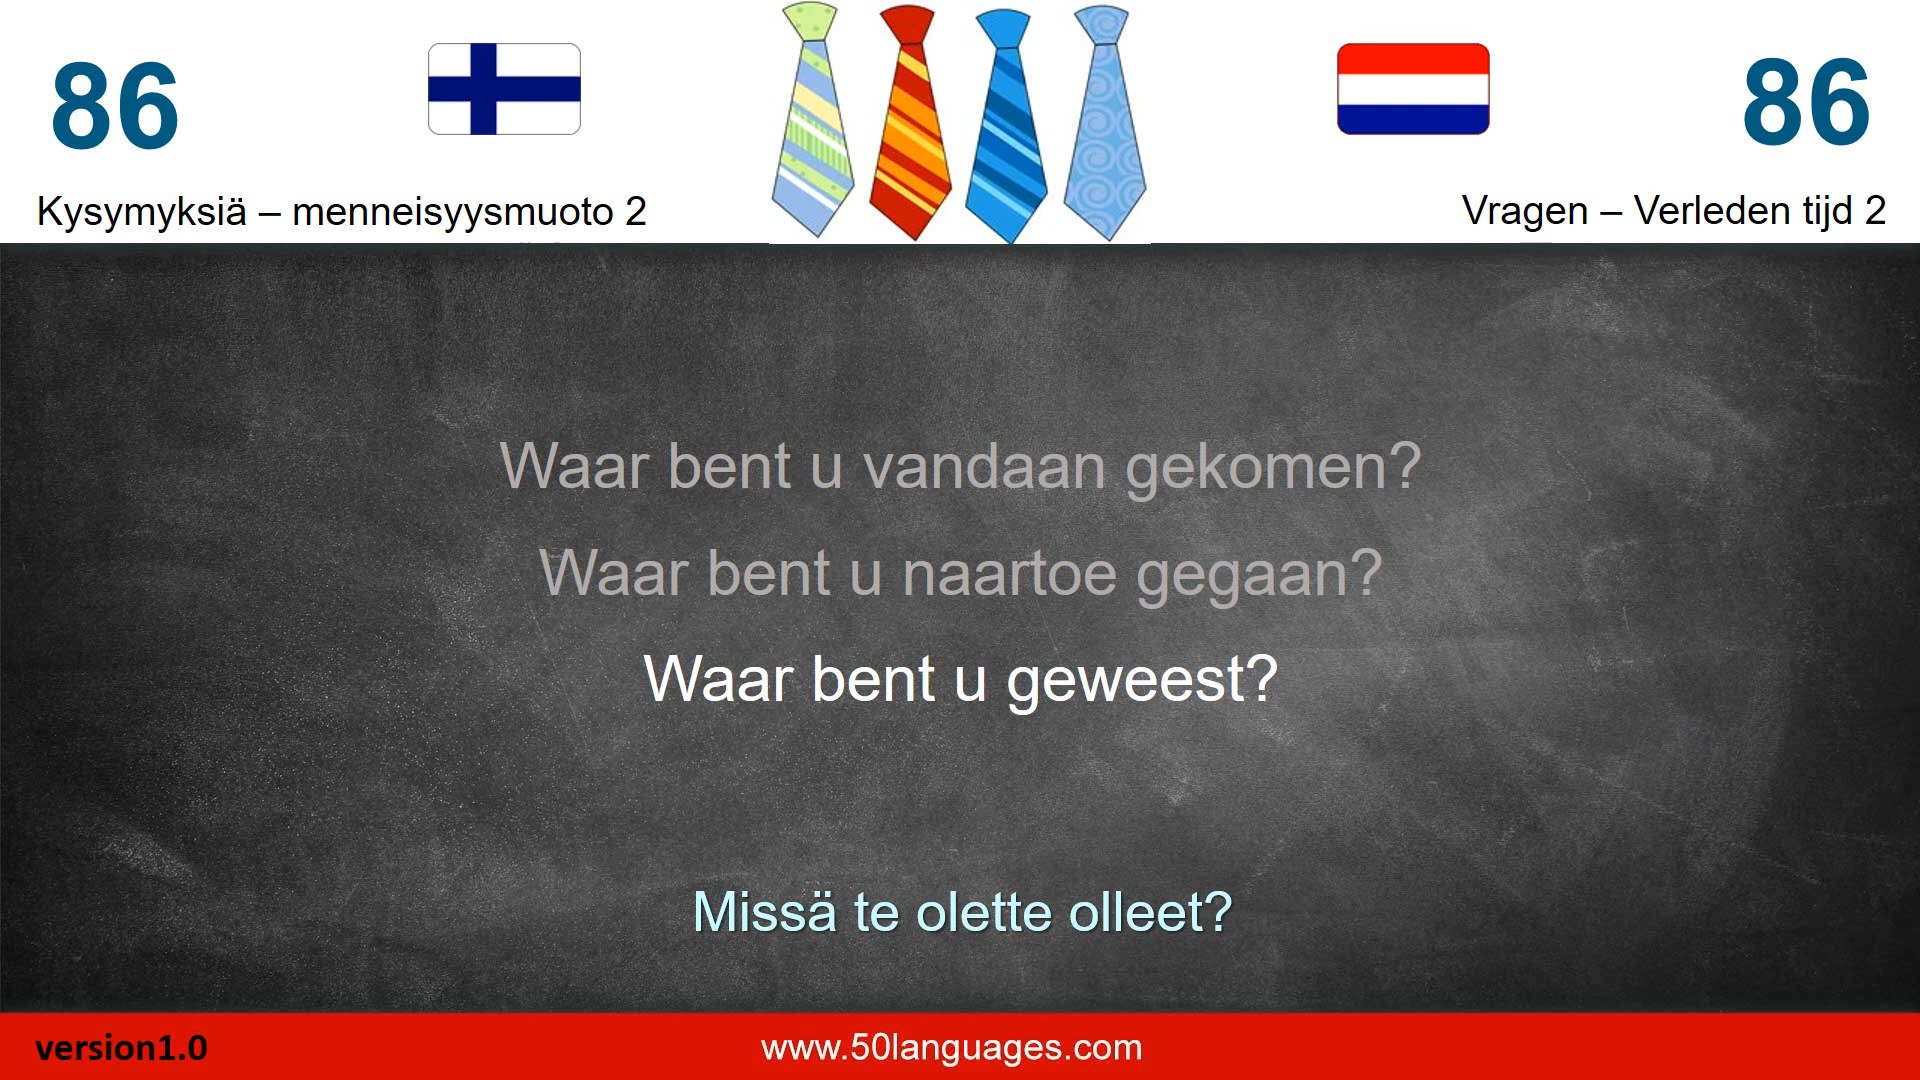 86
86
Kysymyksiä – menneisyysmuoto 2
Vragen – Verleden tijd 2
Waar bent u vandaan gekomen?
Waar bent u naartoe gegaan?
Waar bent u geweest?
Missä te olette olleet?
version1.0
www.50languages.com